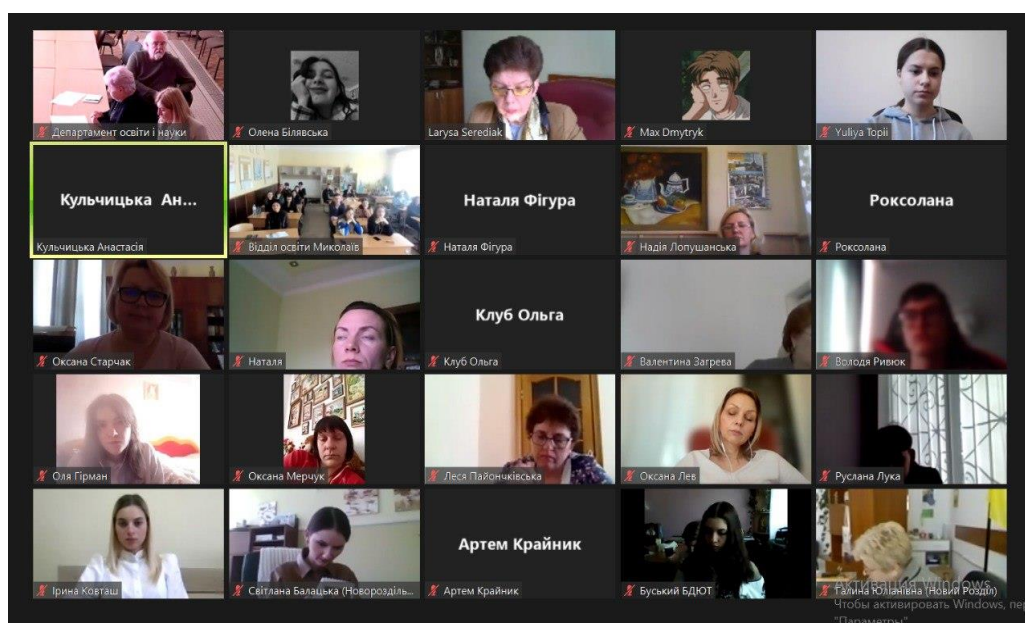 Департамент освіти і науки
Олена Білявська
Larysa Serediak
Max Dmytryk
Yuliya Topii
Кульчицька Ан...
Кульчицька Анастасія
Відділ освіти Миколаїв
Наталя Фігура
Наталя Фігура
Надія Лопушанська
Роксолана
Роксолана
Оксана Старчак
Наталя
Клуб Ольга
Клуб Ольга
Валентина Загрева
Володя Ривюк
Оля Гірман
Оксана Мерчук
Леся Пайончківська
Оксана Лев
Руслана Лука
Ірина Ковташ
Світлана Балацька (Новорозділь...
Артем Крайник
Артем Крайник
Буський БДЮТ
Галина Юліанівна (Новий Розділ)
Активация Windows
Чтобы активировать Windows, пер
"Параметры"